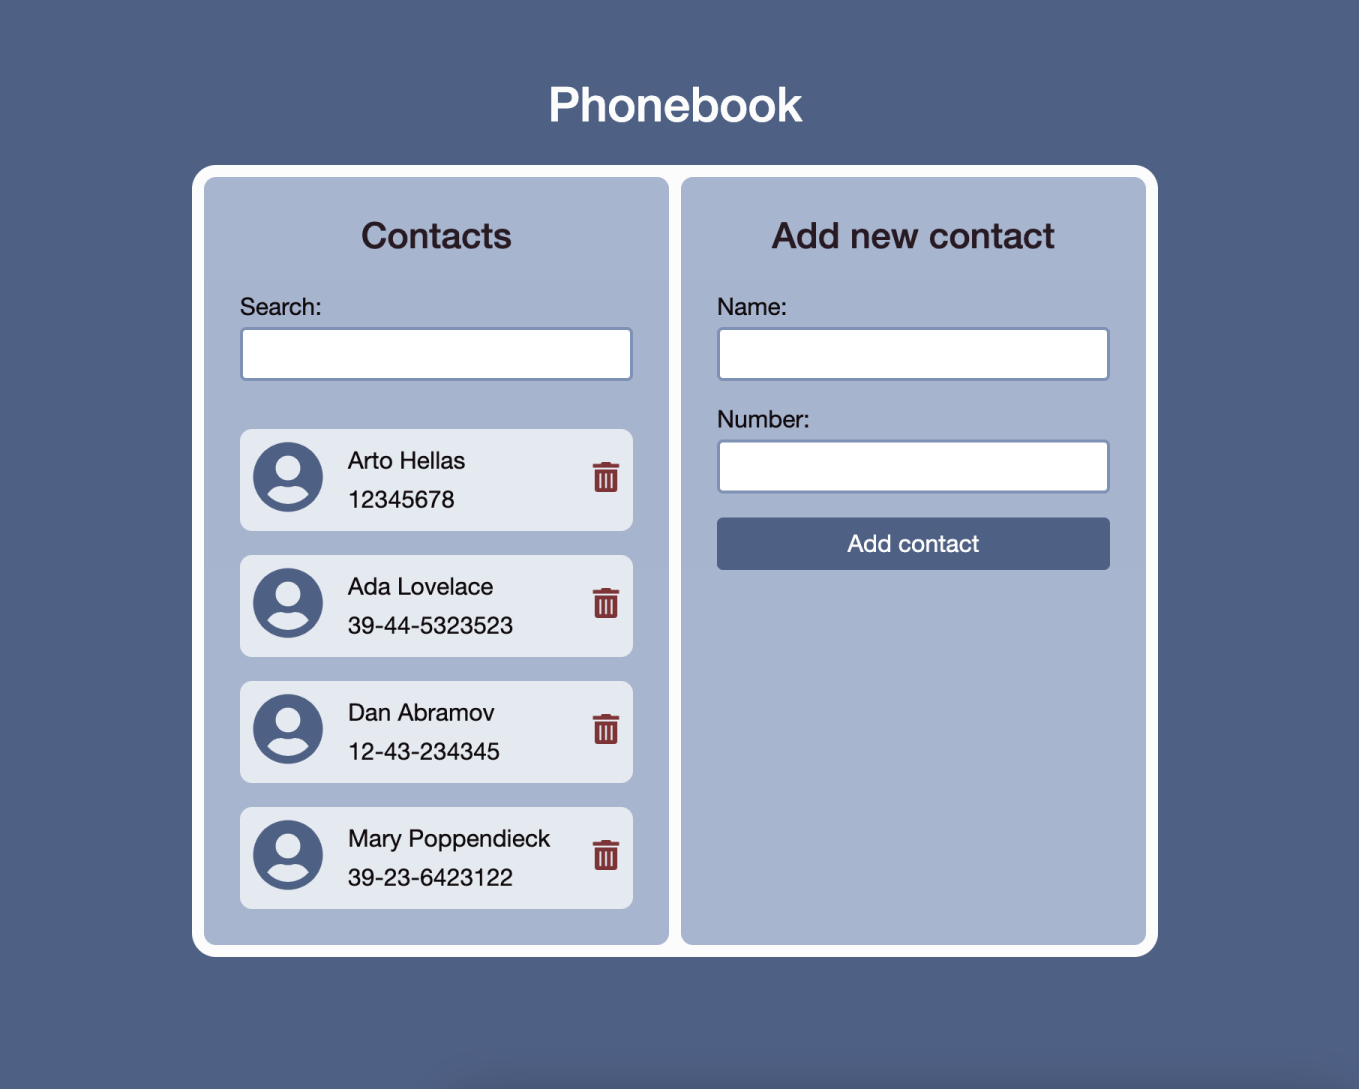 Phonebook
Contacts
Search:
Arto Hellas
12345678
Ada Lovelace
39-44-5323523
Dan Abramov
12-43-234345
Mary Poppendieck
39-23-6423122
Add new contact
Name:
Number:
Add contact